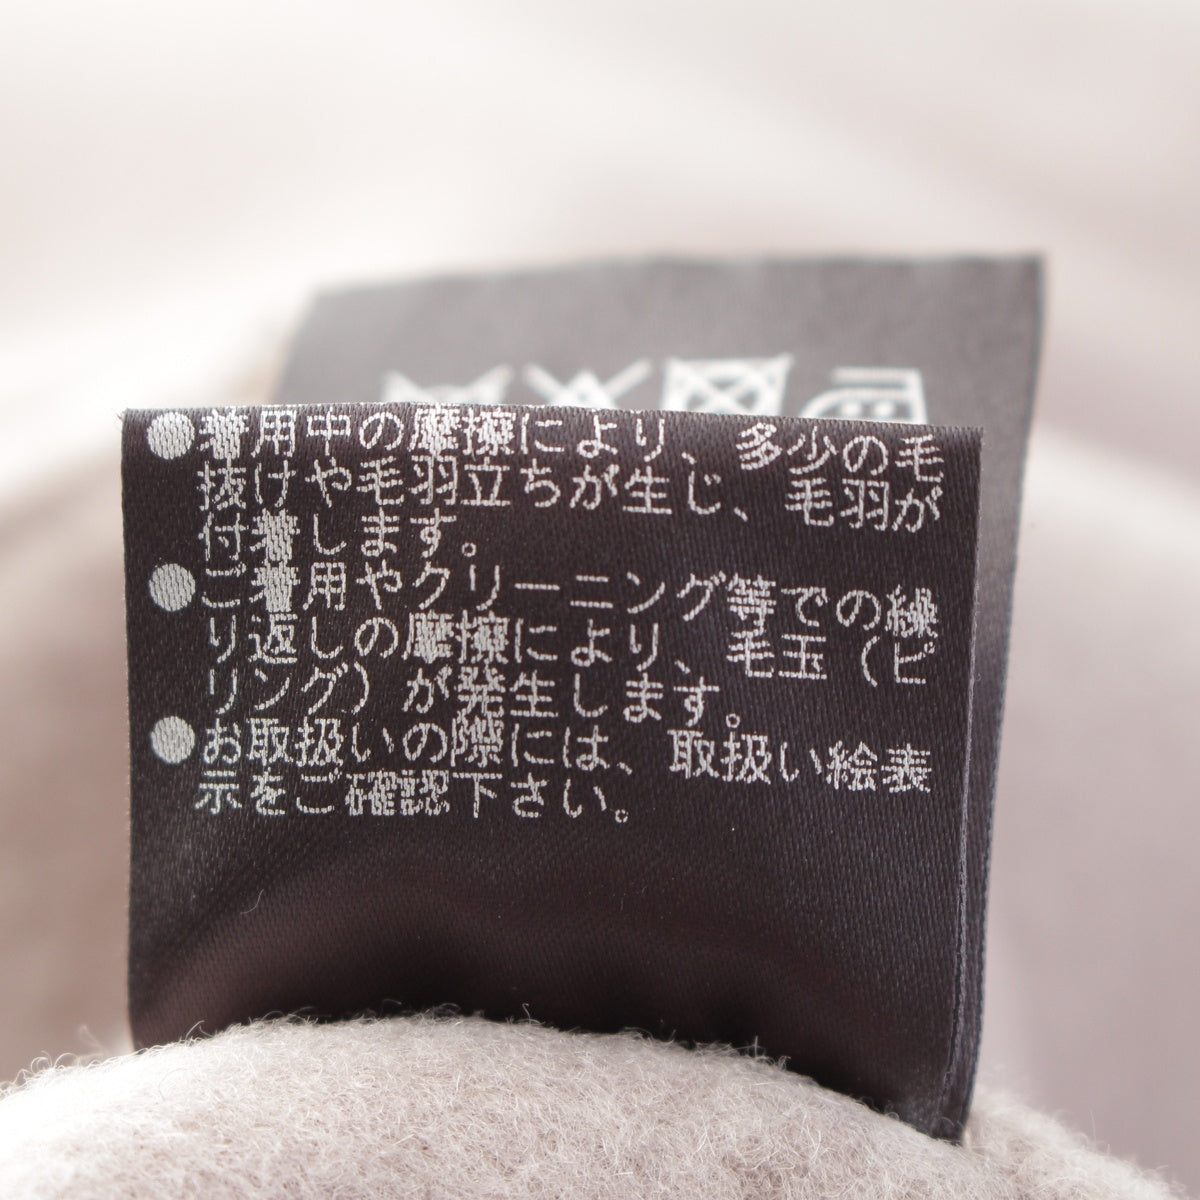 ●着用中の摩擦により、多少の毛
抜けや毛羽立ちが生じ、毛羽が
付着します。
●ご着用やクリーニング等での繰
り返しの摩擦により、毛玉(ピ
リング)が発生します。
●お取扱いの際には、取扱い絵表
示をご確認下さい。